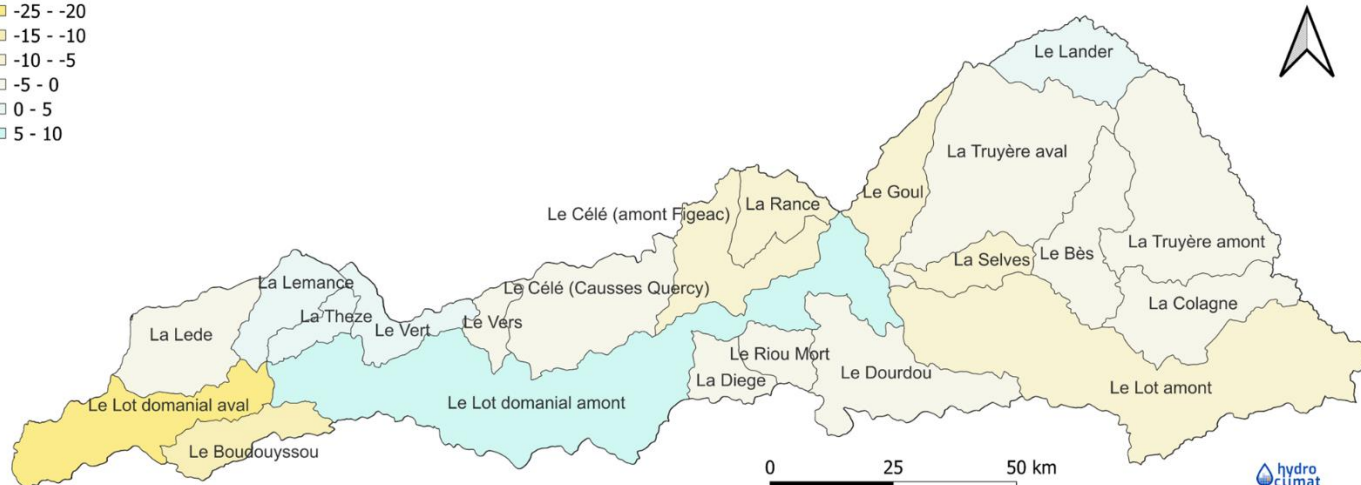 -25 - -20
-15 - -10
-10 - -5
-5 - 0
0 - 5
5 - 10
Le Lander
La Truyère aval
Le Goul
La Rance
Le Célé (amont Figeac)
La Truyère amont
Le Bès
La Selves
La Lemance
Le Célé (Causses Quercy)
La Colagne
La Theze
Le Vers
Le Vert
La Lede
Le Riou Mort
Le Dourdou
La Diege
Le Lot amont
Le Lot domanial aval
Le Lot domanial amont
Le Boudouyssou
0 25 50 km
hydro
climat